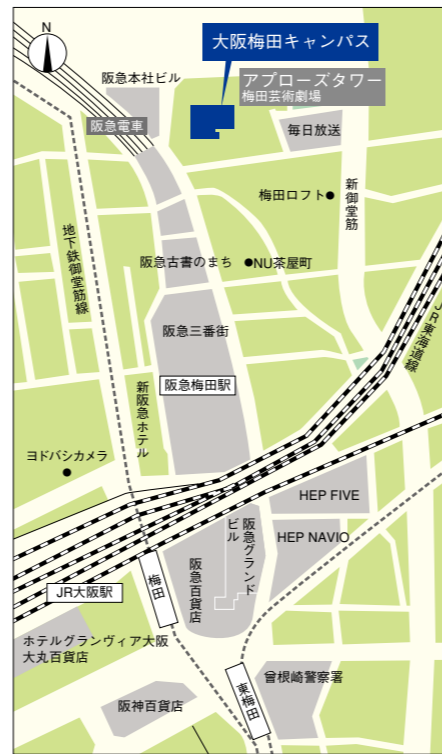 N
大阪梅田キャンパス
アプローズタワー
梅田芸術劇場
阪急本社ビル
阪急電車
毎日放送
梅田ロフト
新御堂筋
地下鉄御堂筋線
阪急古書のまち
NU茶屋町
JR東海道線
阪急三番街
阪急梅田駅
新阪急ホテル
ヨドバシカメラ
HEP FIVE
阪急グランド
ビル
HEP NAVIO
梅田
阪急百貨店
JR大阪駅
ホテルグランヴィア大阪
大丸百貨店
東梅田
曾根崎警察署
阪神百貨店